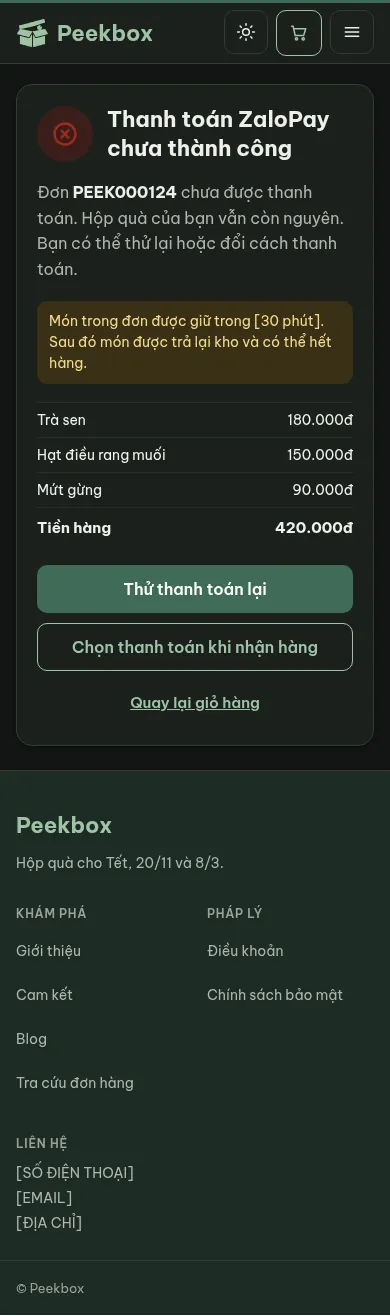 Peekbox
Thanh toán ZaloPay
chưa thành công
Đơn PEEK000124 chưa được thanh
toán. Hộp quà của bạn vẫn còn nguyên.
Bạn có thể thử lại hoặc đổi cách thanh
toán.
Món trong đơn được giữ trong [30 phút].
Sau đó món được trả lại kho và có thể hết
hàng.
Trà sen 180.000đ
Hạt điều rang muối 150.000đ
Mứt gừng 90.000đ
Tiền hàng 420.000đ
Thử thanh toán lại
Chọn thanh toán khi nhận hàng
Quay lại giỏ hàng
Peekbox
Hộp quà cho Tết, 20/11 và 8/3.
KHÁM PHÁ
Giới thiệu
Cam kết
Blog
Tra cứu đơn hàng
PHÁP LÝ
Điều khoản
Chính sách bảo mật
LIÊN HỆ
[SỐ ĐIỆN THOẠI]
[EMAIL]
[ĐỊA CHỈ]
© Peekbox